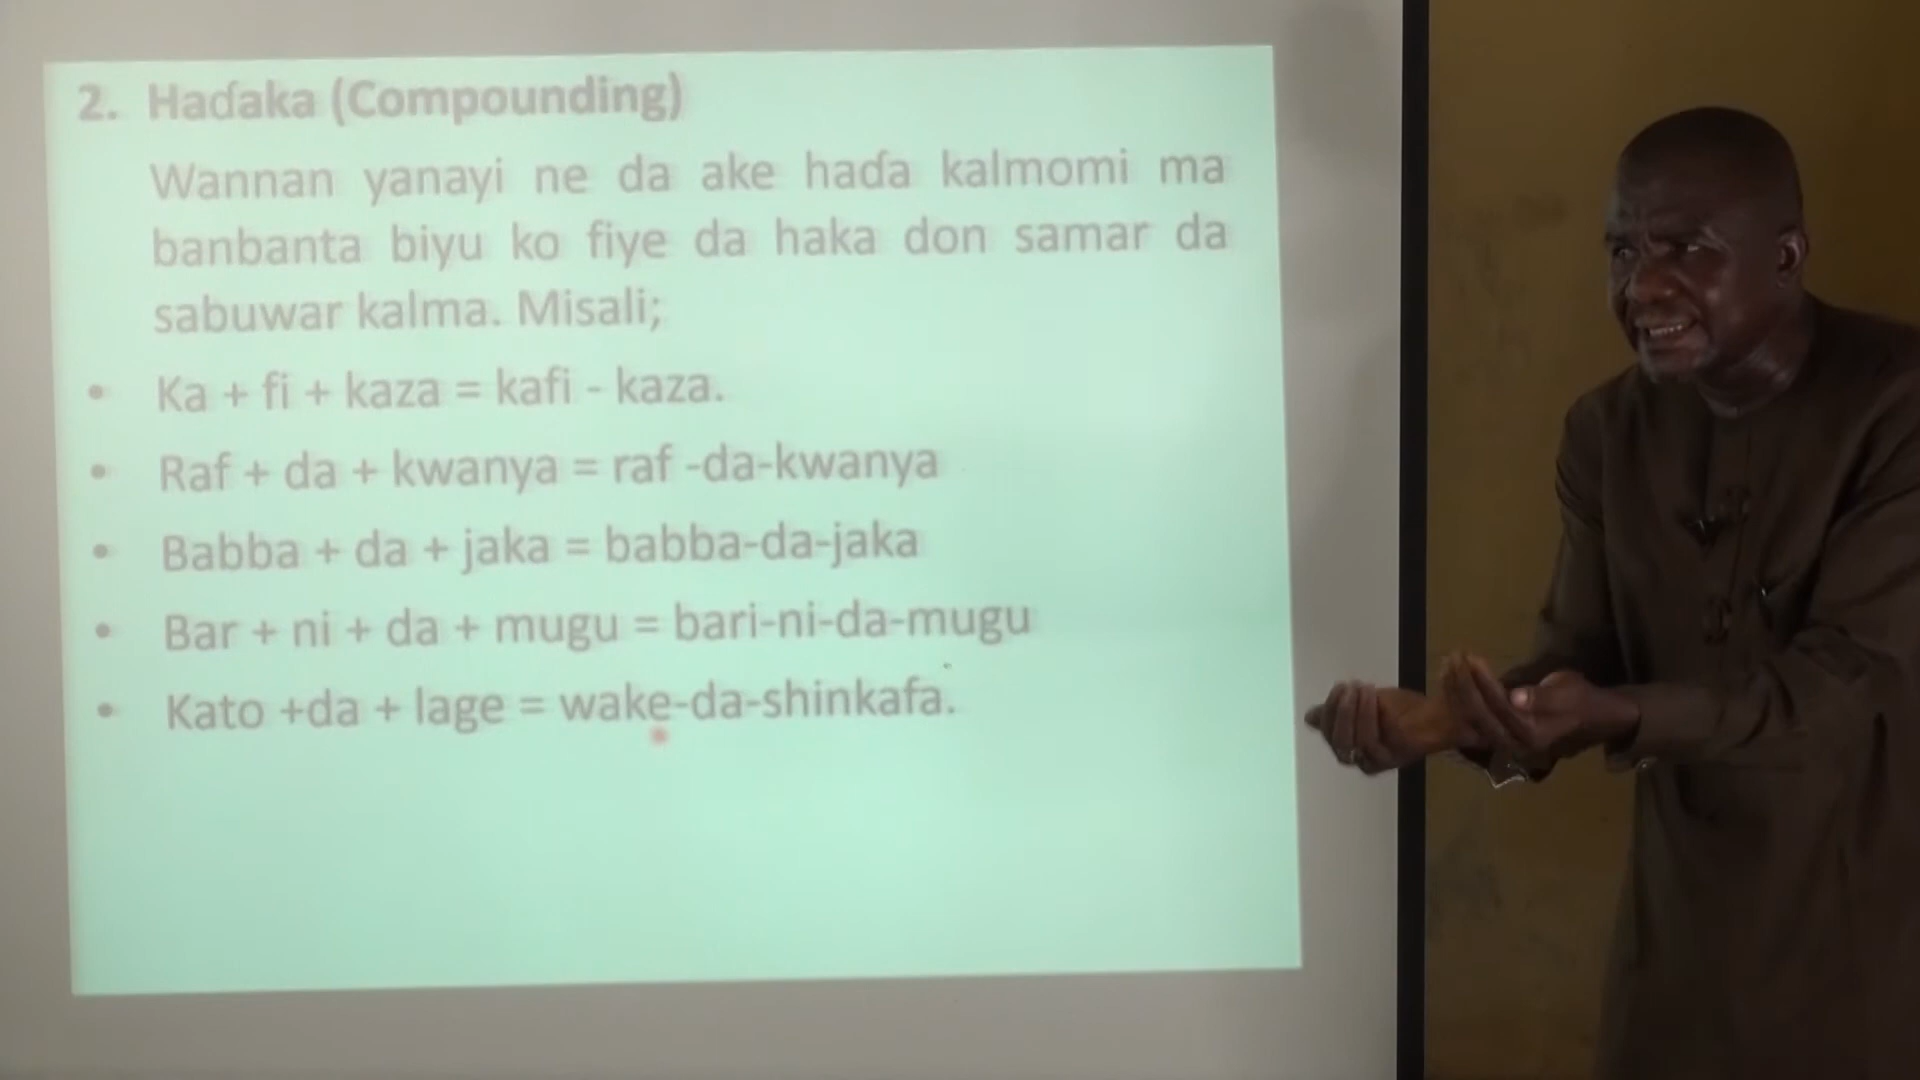 2. Haɗaka (Compounding)
Wannan yanayi ne da ake haɗa kalmomi ma
banbanta biyu ko fiye da haka don samar da
sabuwar kalma. Misali;
• Ka + fi + kaza = kafi - kaza.
• Raf + da + kwanya = raf -da-kwanya
• Babba + da + jaka = babba-da-jaka
• Bar + ni + da + mugu = bari-ni-da-mugu
• Kato +da + lage = wake-da-shinkafa.